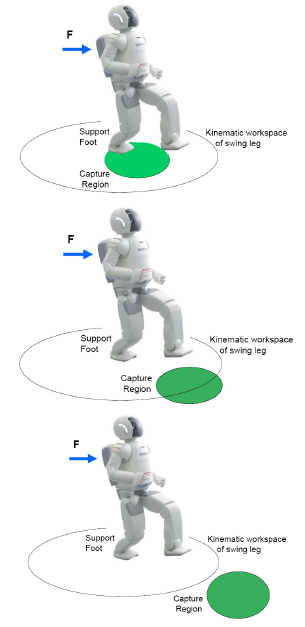 F
Support
Foot
Kinematic workspace
of swing leg
Capture
Region
F
Support
Foot
Kinematic workspace
of swing leg
Capture
Region
F
Support
Foot
Kinematic workspace
of swing leg
Capture
Region